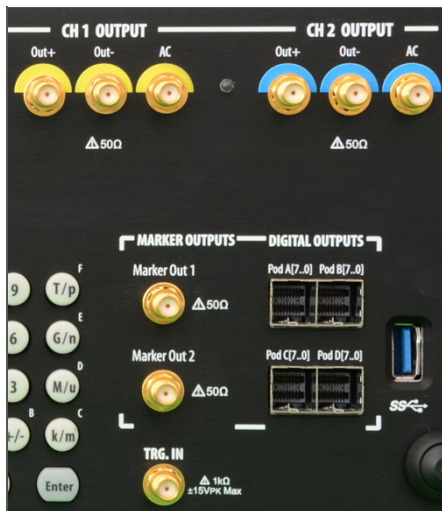 CH 1 OUTPUT
CH 2 OUTPUT
Out+ Out- AC
Out+ Out- AC
⚠50Ω
⚠50Ω
MARKER OUTPUTS
DIGITAL OUTPUTS
Marker Out 1
⚠50Ω
Pod A[7..0] Pod B[7..0]
Marker Out 2
⚠50Ω
Pod C[7..0] Pod D[7..0]
F
9 T/p
E
6 G/n
D
3 M/u
B C
+/- k/m
Enter
SS
TRG. IN
⚠ 1kΩ
±15VPK Max